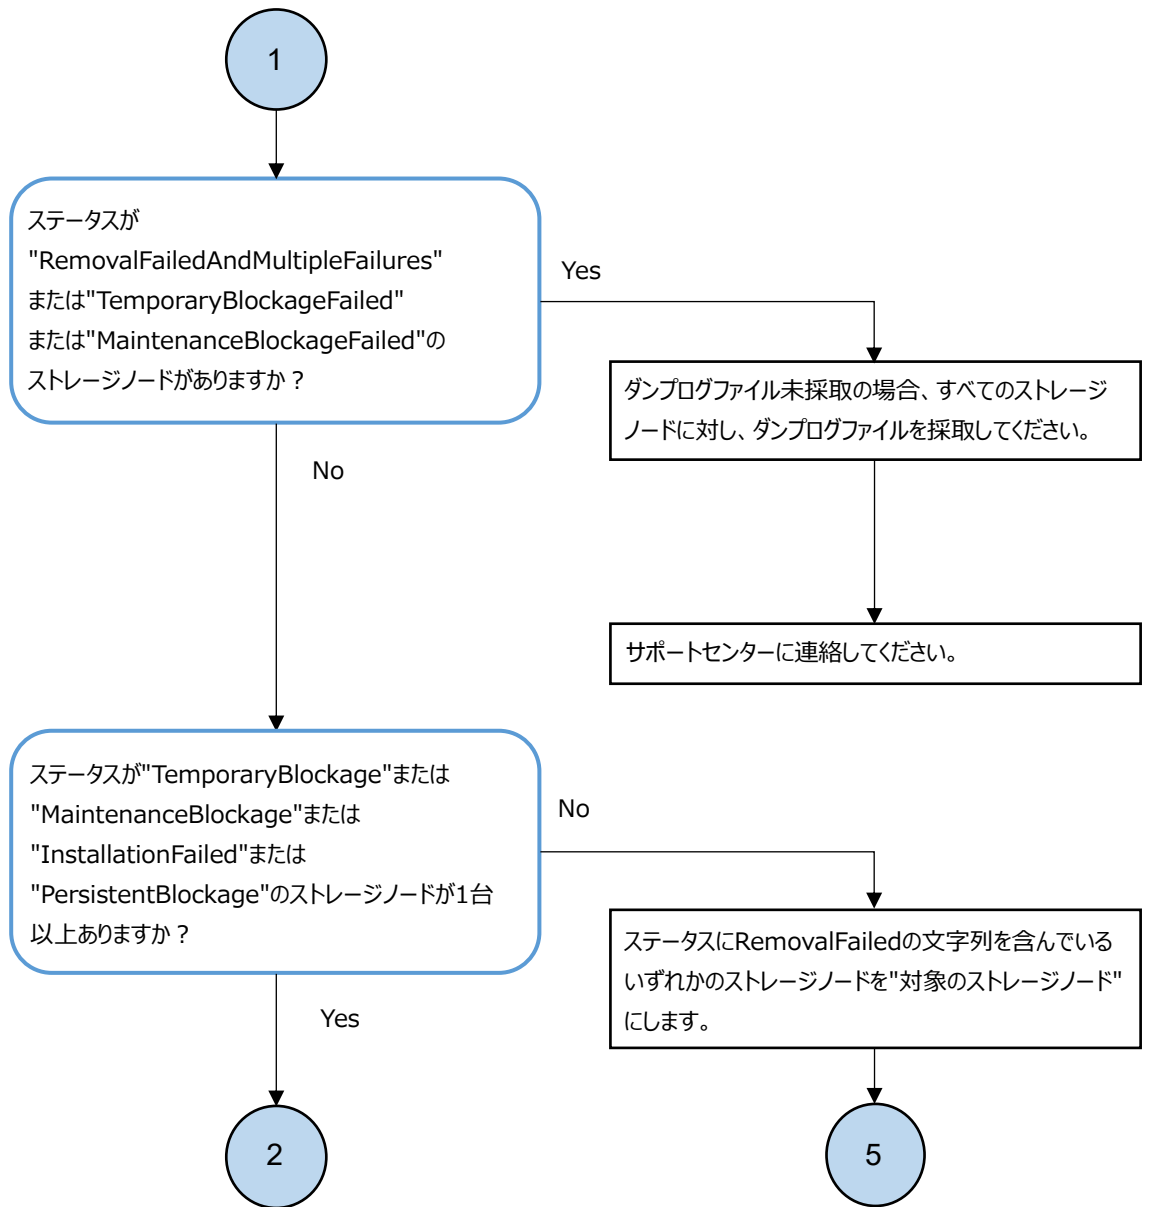 1
ステータスが
"RemovalFailedAndMultipleFailures"
または"TemporaryBlockageFailed"
または"MaintenanceBlockageFailed"の
ストレージノードがありますか？
Yes
ダンプログファイル未採取の場合、すべてのストレージ
ノードに対し、ダンプログファイルを採取してください。
No
サポートセンターに連絡してください。
ステータスが"TemporaryBlockage"または
"MaintenanceBlockage"または
"InstallationFailed"または
"PersistentBlockage"のストレージノードが1台
以上ありますか？
No
ステータスにRemovalFailedの文字列を含んでいる
いずれかのストレージノードを"対象のストレージノード"
にします。
Yes
2
5